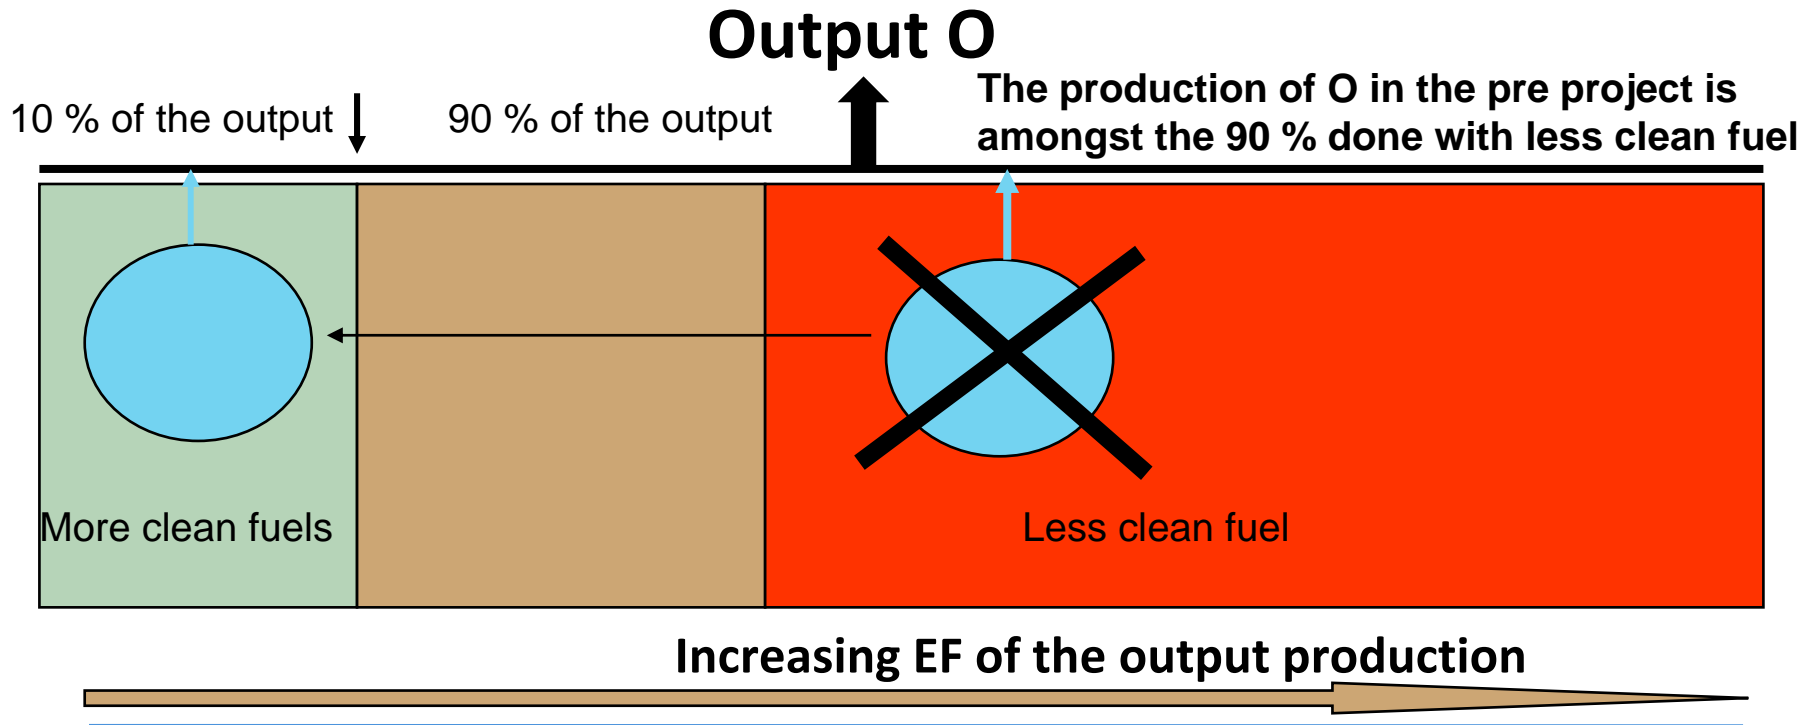 Output O
The production of O in the pre project is
amongst the 90 % done with less clean fuel
10 % of the output
90 % of the output
More clean fuels
Less clean fuel
Increasing EF of the output production